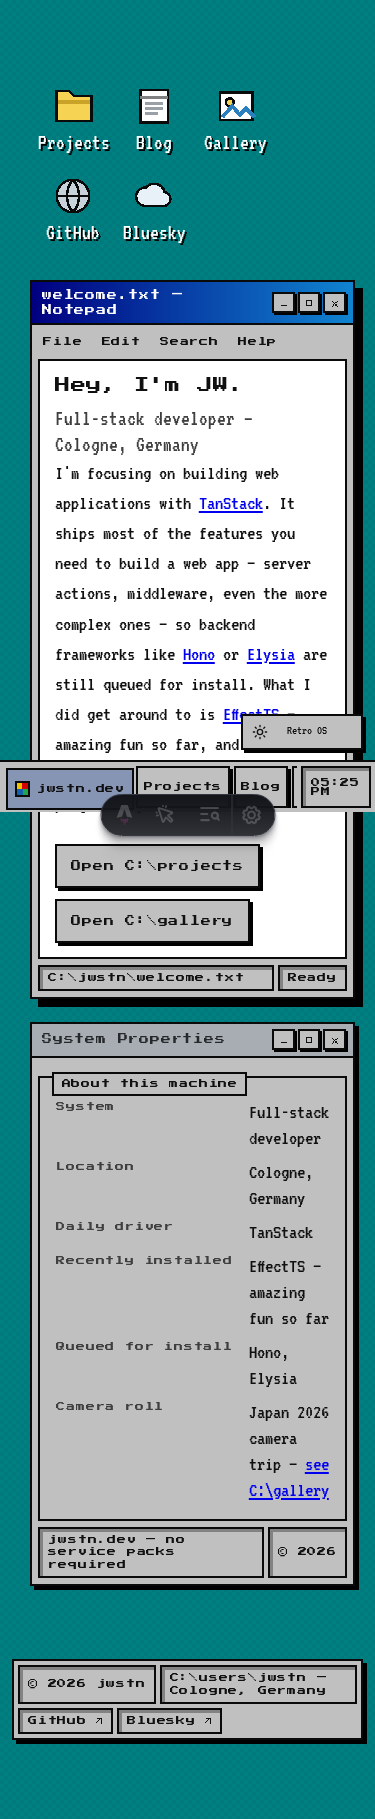 Projects Blog Gallery
GitHub Bluesky
welcome.txt —
Notepad
File Edit Search Help
Hey, I'm JW.
Full-stack developer —
Cologne, Germany
I'm focusing on building web
applications with TanStack. It
ships most of the features you
need to build a web app — server
actions, middleware, even the more
complex ones — so backend
frameworks like Hono or Elysia are
still queued for install. What I
did get around to is EffectTS —
Retro OS
amazing fun so far, and
jwstn.dev Projects Blog
05:25
PM
Open C:\projects
Open C:\gallery
C:\jwstn\welcome.txt Ready
System Properties
About this machine
System Full-stack
developer
Location Cologne,
Germany
Daily driver TanStack
Recently installed EffectTS —
amazing
fun so far
Queued for install Hono,
Elysia
Camera roll Japan 2026
camera
trip — see
C:\gallery
jwstn.dev — no
service packs
required
© 2026
© 2026 jwstn
C:\users\jwstn —
Cologne, Germany
GitHub ↗ Bluesky ↗